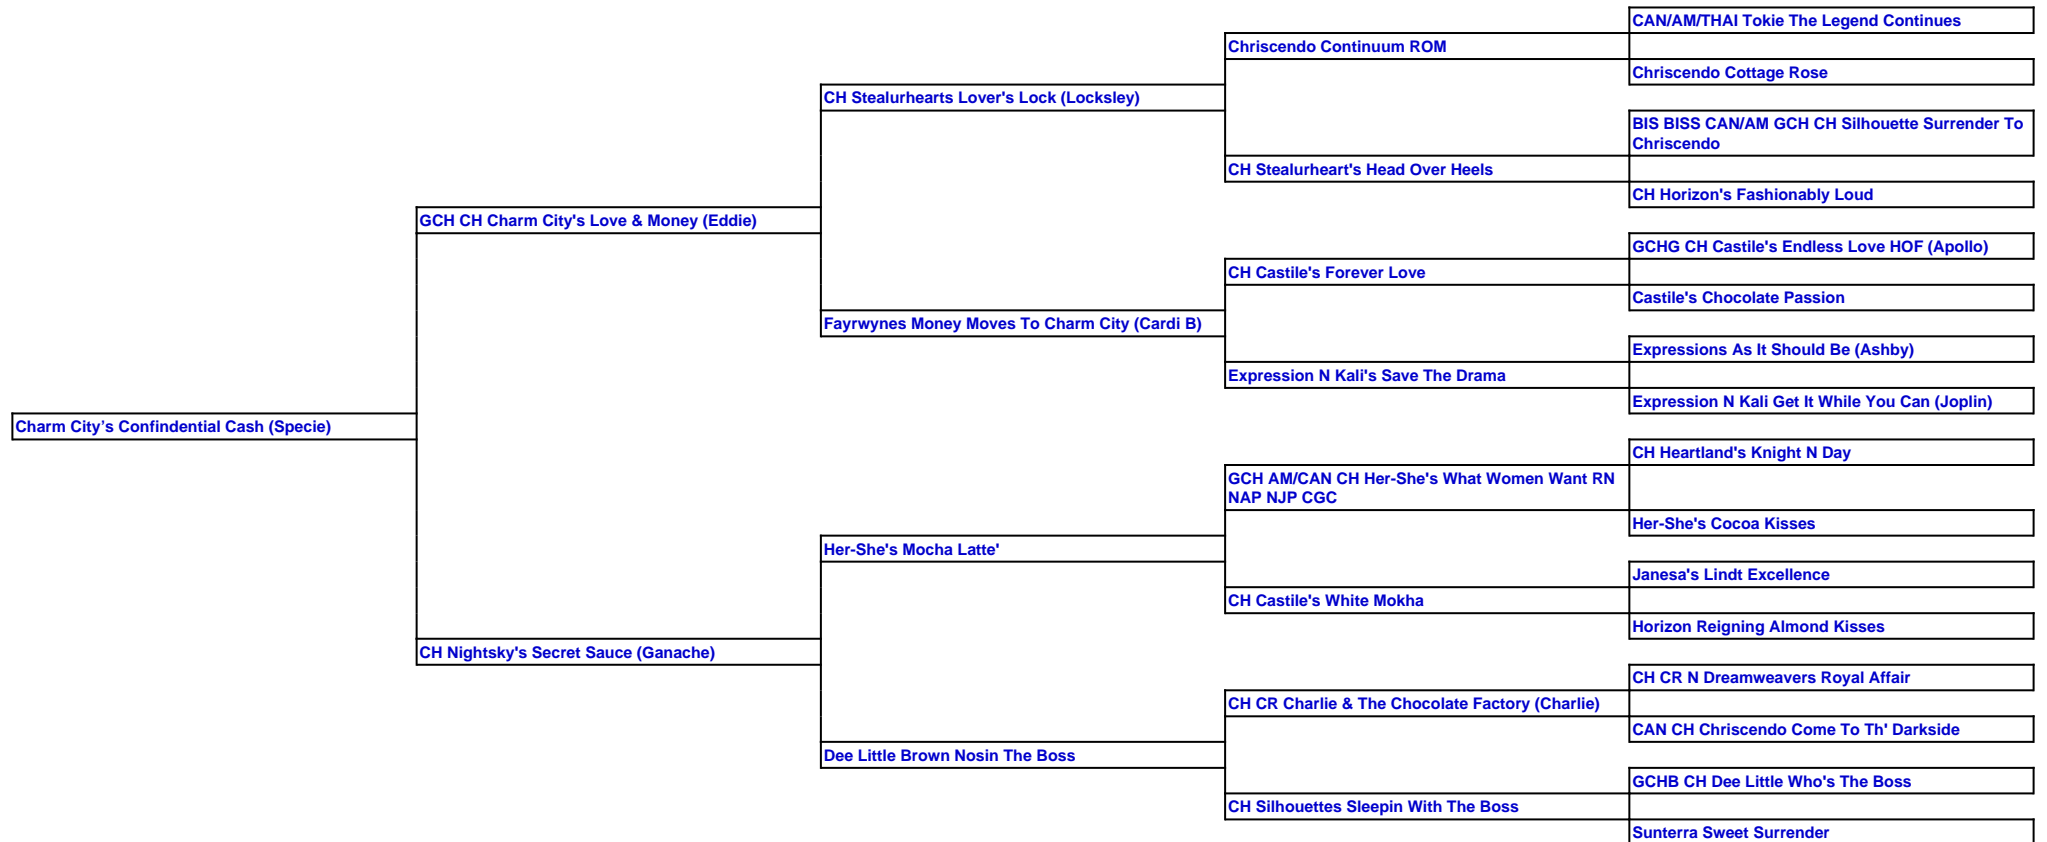 CAN/AM/THAI Tokie The Legend Continues
Chriscendo Continuum ROM
Chriscendo Cottage Rose
CH Stealurhearts Lover's Lock (Locksley)
BIS BISS CAN/AM GCH CH Silhouette Surrender To
Chriscendo
CH Stealurheart's Head Over Heels
CH Horizon's Fashionably Loud
GCH CH Charm City's Love & Money (Eddie)
GCHG CH Castile's Endless Love HOF (Apollo)
CH Castile's Forever Love
Castile's Chocolate Passion
Fayrwynes Money Moves To Charm City (Cardi B)
Expressions As It Should Be (Ashby)
Expression N Kali's Save The Drama
Expression N Kali Get It While You Can (Joplin)
Charm City’s Confindential Cash (Specie)
CH Heartland's Knight N Day
GCH AM/CAN CH Her-She's What Women Want RN
NAP NJP CGC
Her-She's Cocoa Kisses
Her-She's Mocha Latte'
Janesa's Lindt Excellence
CH Castile's White Mokha
Horizon Reigning Almond Kisses
CH Nightsky's Secret Sauce (Ganache)
CH CR N Dreamweavers Royal Affair
CH CR Charlie & The Chocolate Factory (Charlie)
CAN CH Chriscendo Come To Th' Darkside
Dee Little Brown Nosin The Boss
GCHB CH Dee Little Who's The Boss
CH Silhouettes Sleepin With The Boss
Sunterra Sweet Surrender